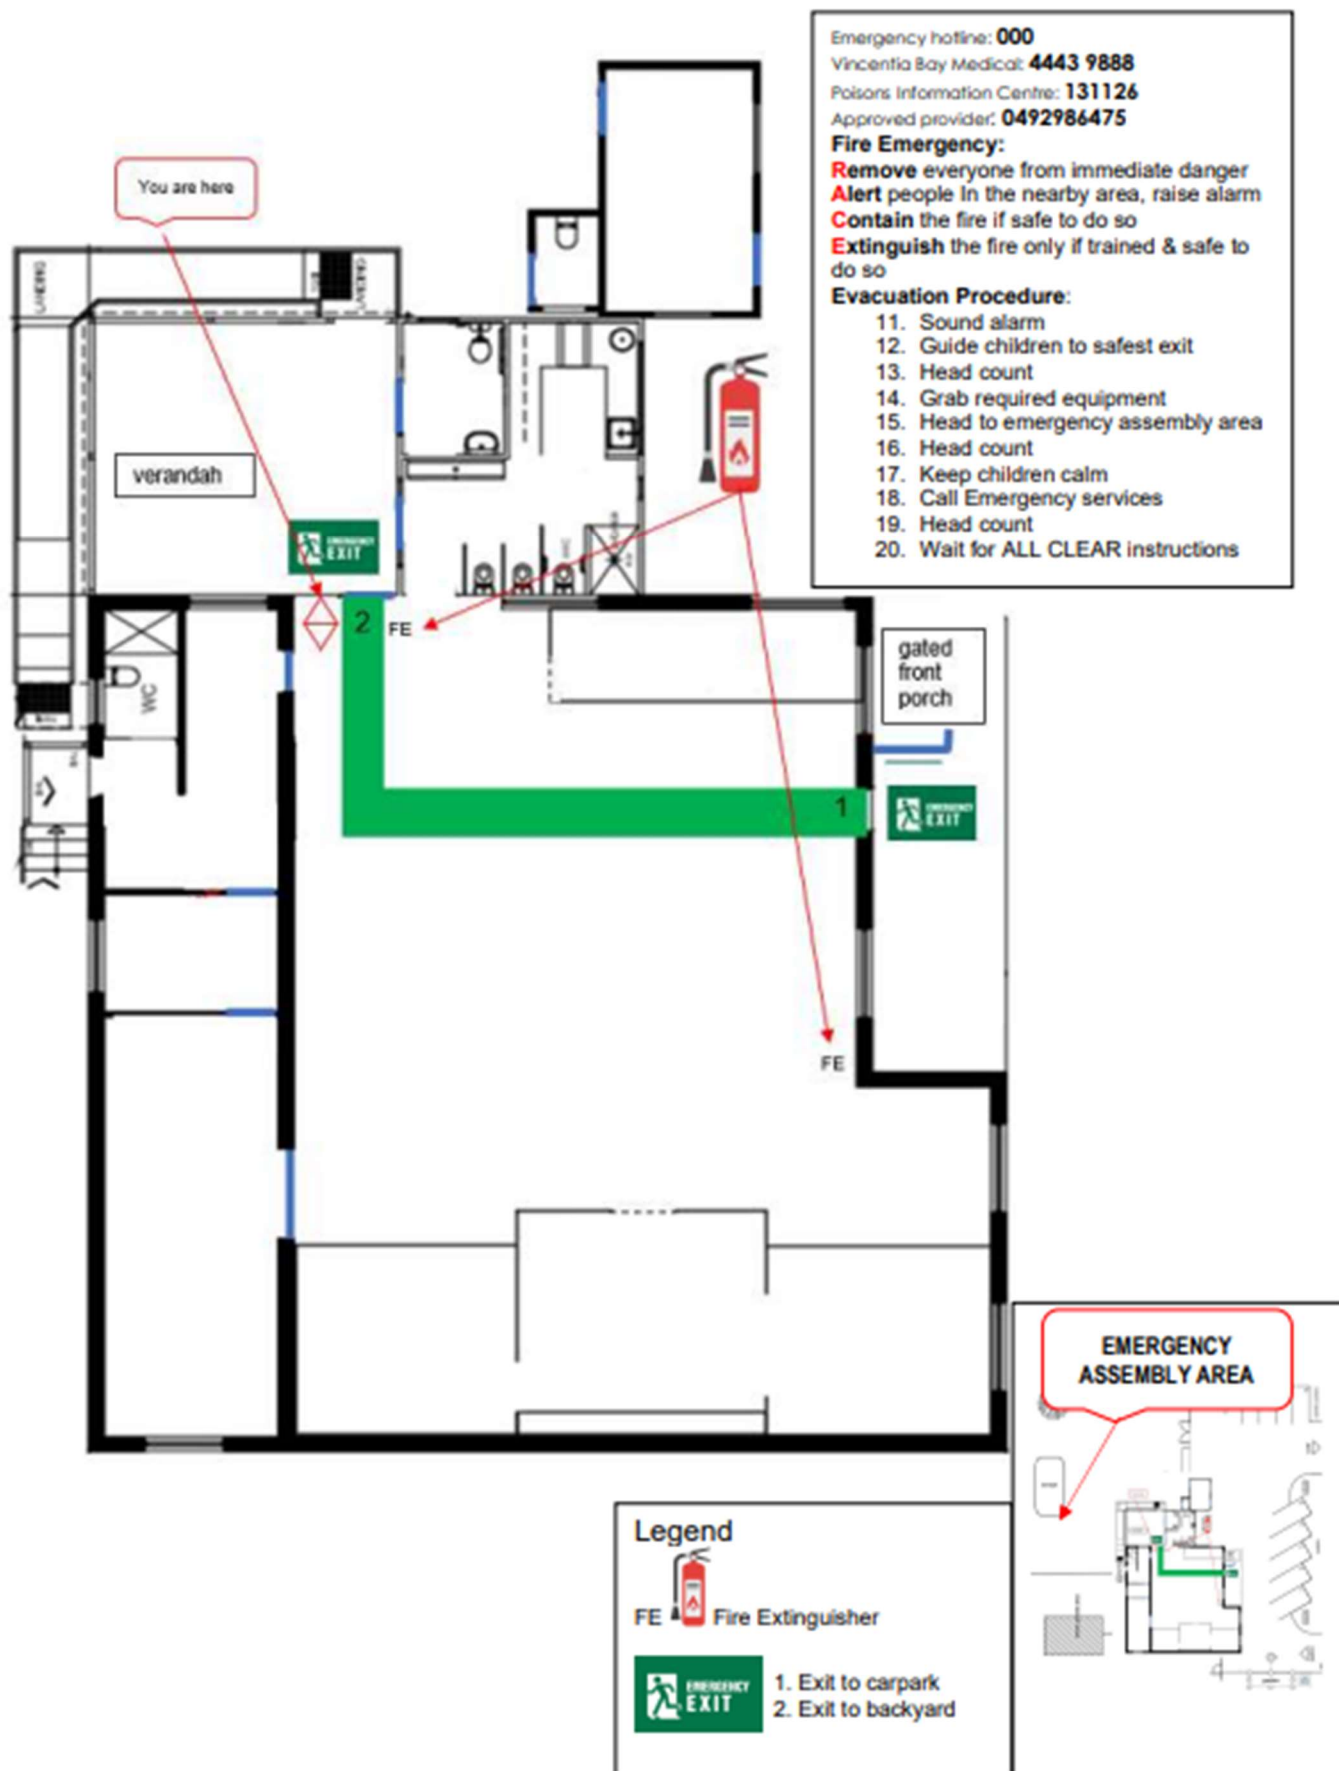 Emergency hotline: 000
Vincentia Bay Medical: 4443 9888
Poisons Information Centre: 131126
Approved provider: 0492986475
Fire Emergency:
Remove everyone from immediate danger
Alert people In the nearby area, raise alarm
Contain the fire if safe to do so
Extinguish the fire only if trained & safe to
do so
Evacuation Procedure:
11. Sound alarm
12. Guide children to safest exit
13. Head count
14. Grab required equipment
15. Head to emergency assembly area
16. Head count
17. Keep children calm
18. Call Emergency services
19. Head count
20. Wait for ALL CLEAR instructions
You are here
LANDING
LANDING
verandah
EMERGENCY
EXIT
2
FE
WC
gated
front
porch
1
EMERGENCY
EXIT
FE
EMERGENCY
ASSEMBLY AREA
Legend
FE Fire Extinguisher
EMERGENCY
EXIT
1. Exit to carpark
2. Exit to backyard